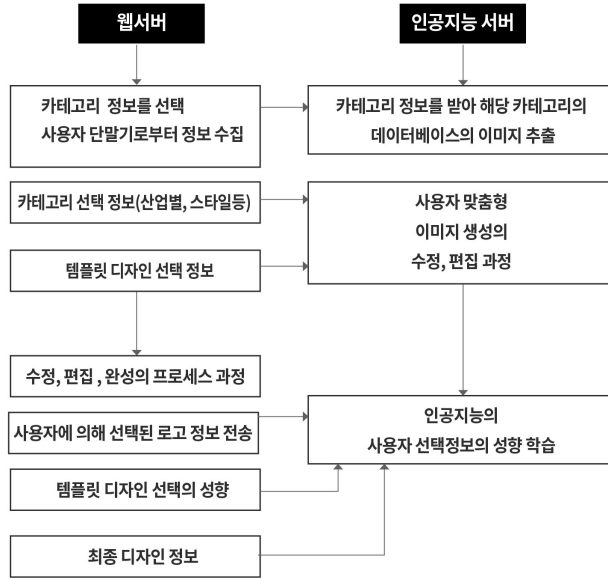 웹서버
인공지능 서버
카테고리 정보를 선택
사용자 단말기로부터 정보 수집
카테고리 정보를 받아 해당 카테고리의
데이터베이스의 이미지 추출
카테고리 선택 정보(산업별, 스타일등)
사용자 맞춤형
이미지 생성의
수정, 편집 과정
템플릿 디자인 선택 정보
수정, 편집 , 완성의 프로세스 과정
사용자에 의해 선택된 로고 정보 전송
인공지능의
사용자 선택정보의 성향 학습
템플릿 디자인 선택의 성향
최종 디자인 정보